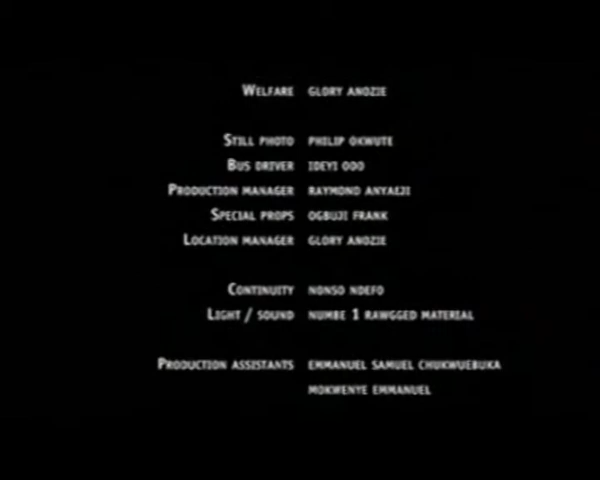 Welfare glory anozie
Still photo philip okwute
Bus driver ideyi odo
Production manager raymond anyaeji
Special props ogbuji frank
Location manager glory anozie
Continuity nonso ndefo
Light / sound numbe 1 rawgged material
Production assistants emmanuel samuel chukwuebuka
mokwenye emmanuel